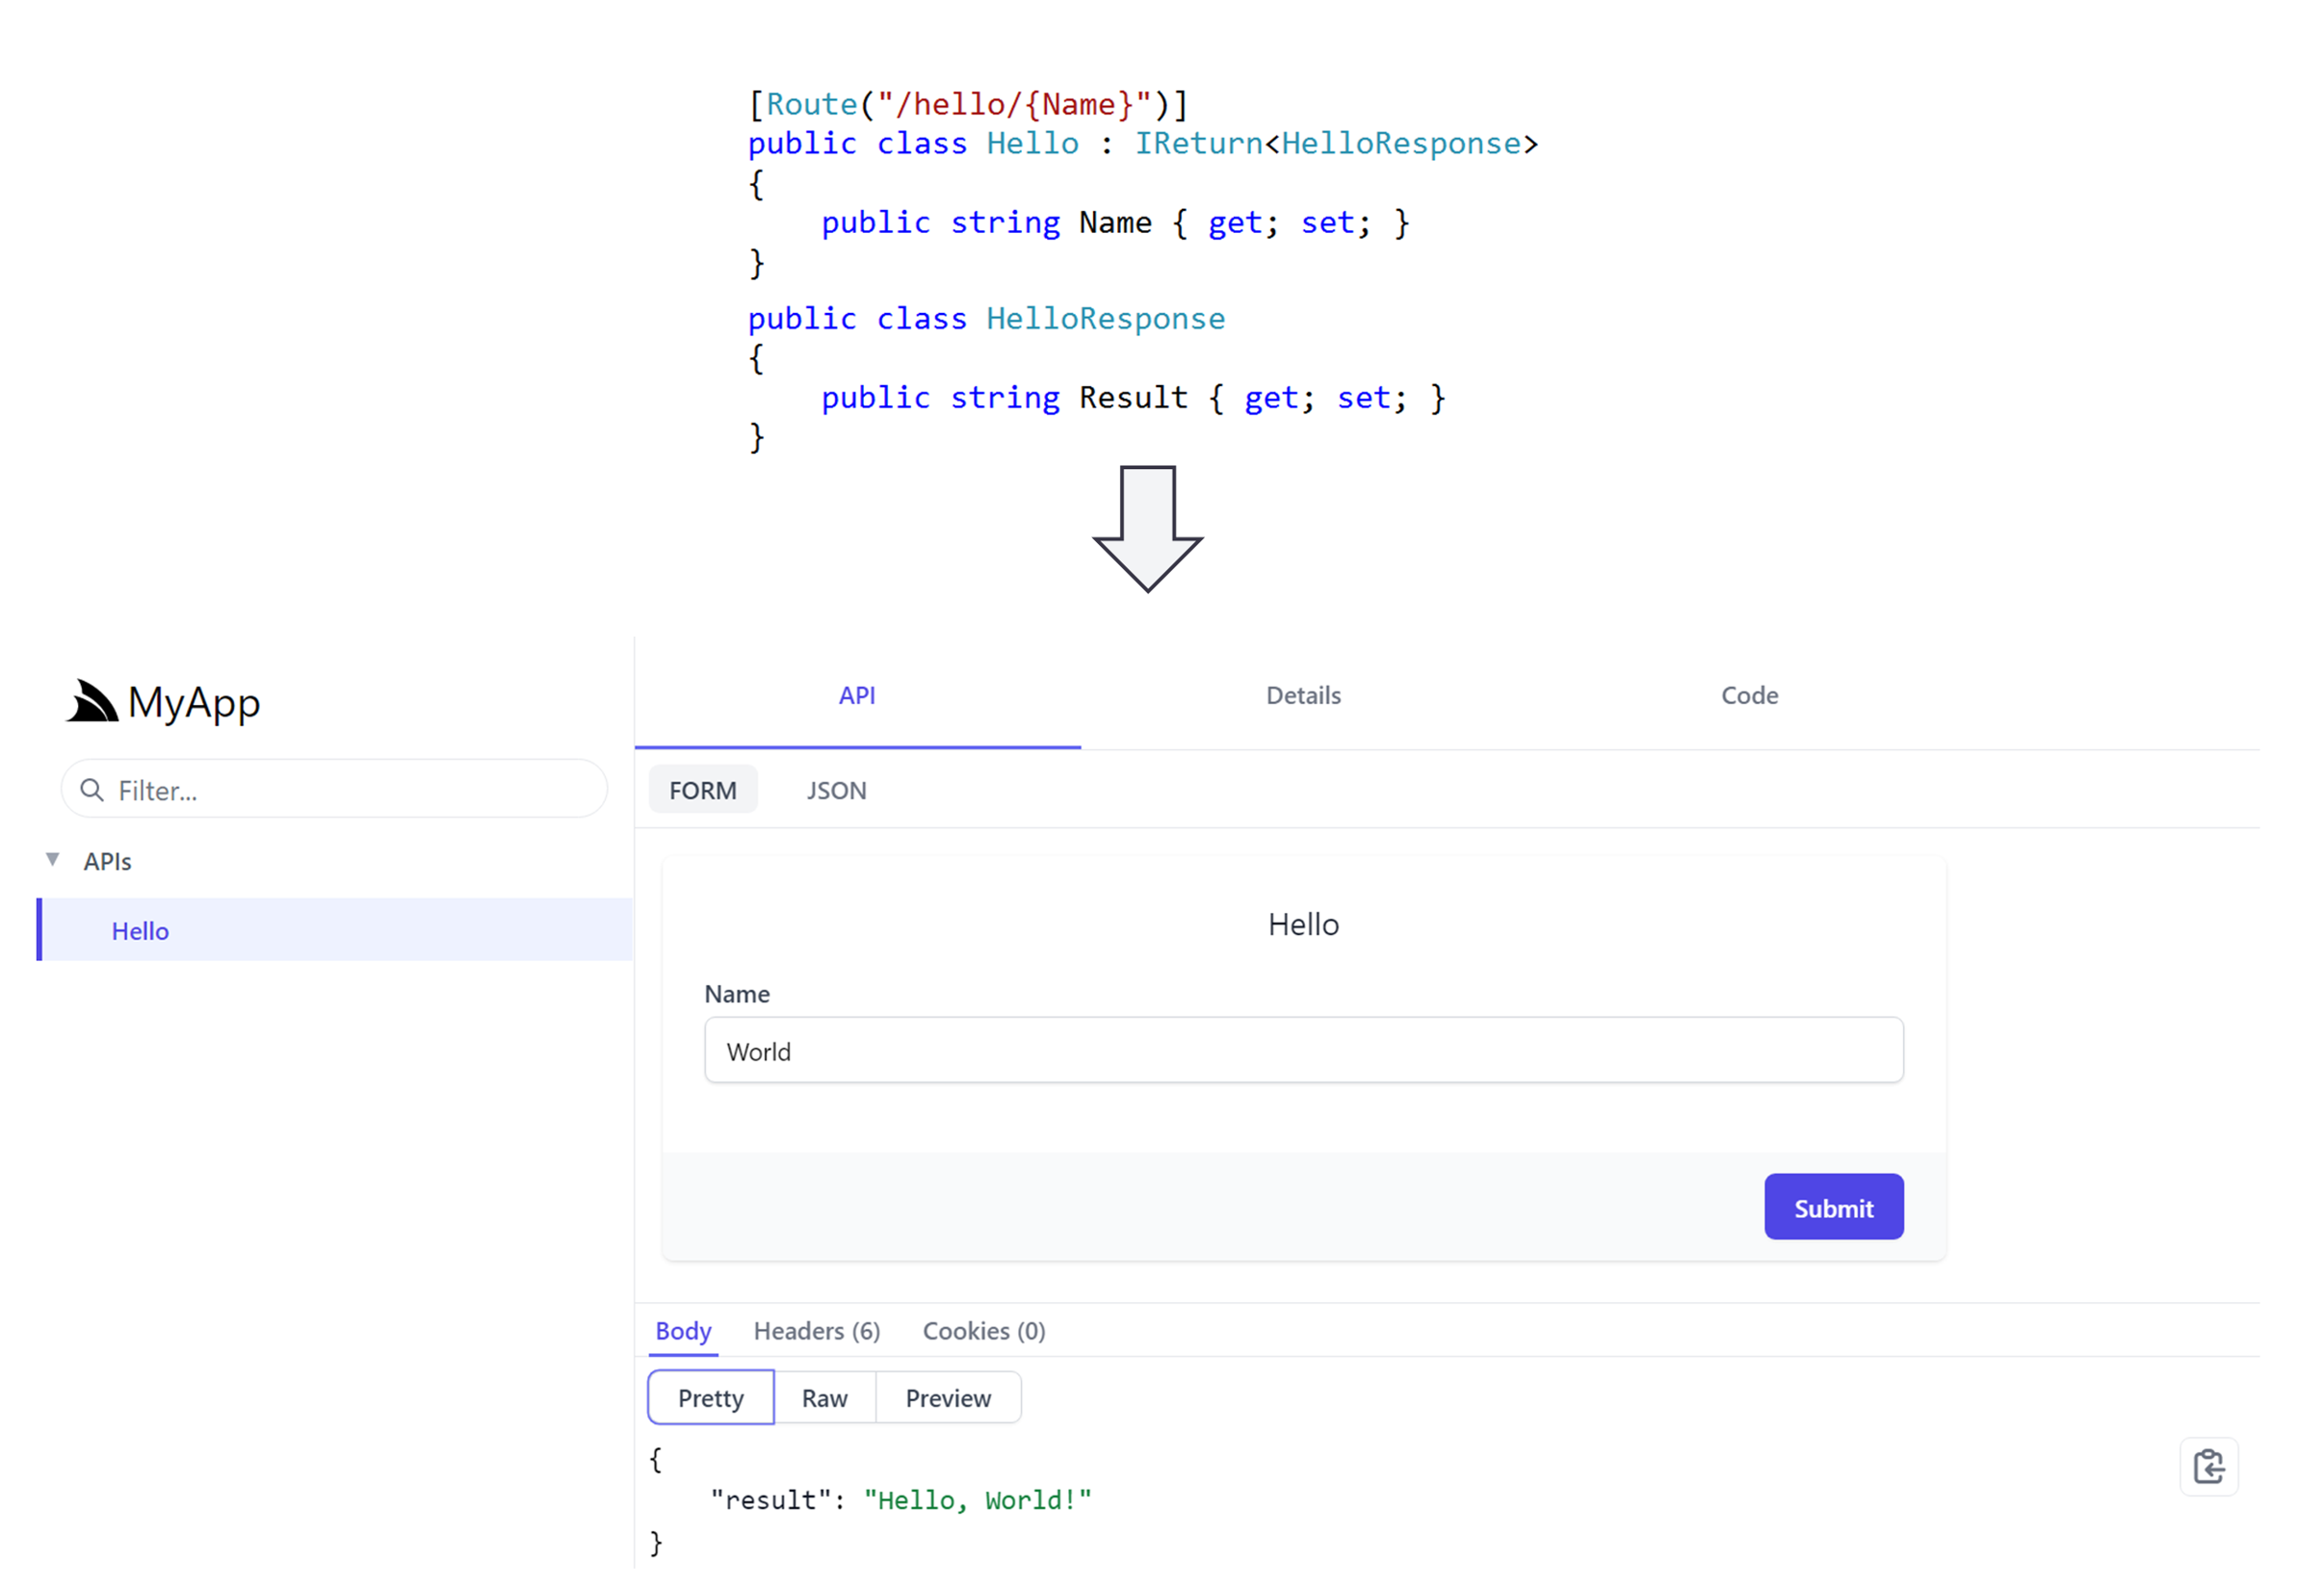 [Route("/hello/{Name}")]
public class Hello : IReturn<HelloResponse>
{
    public string Name { get; set; }
}
public class HelloResponse
{
    public string Result { get; set; }
}
MyApp
Filter...
APIs
Hello
API Details Code
FORM JSON
Hello
Name
World
Submit
Body Headers (6) Cookies (0)
Pretty Raw Preview
{
    "result": "Hello, World!"
}